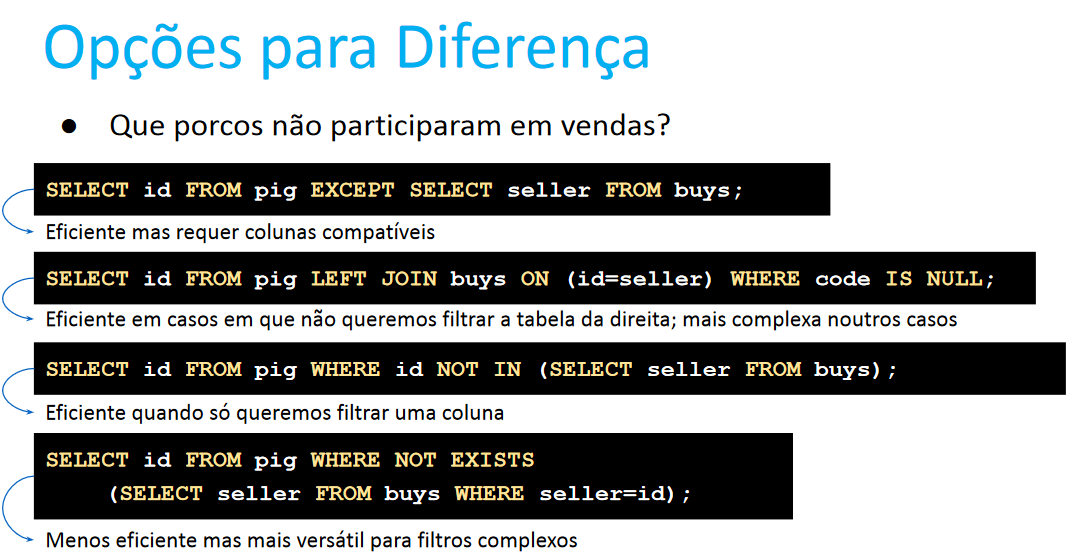 Opções para Diferença
● Que porcos não participaram em vendas?
SELECT id FROM pig EXCEPT SELECT seller FROM buys;
Eficiente mas requer colunas compatíveis
SELECT id FROM pig LEFT JOIN buys ON (id=seller) WHERE code IS NULL;
Eficiente em casos em que não queremos filtrar a tabela da direita; mais complexa noutros casos
SELECT id FROM pig WHERE id NOT IN (SELECT seller FROM buys);
Eficiente quando só queremos filtrar uma coluna
SELECT id FROM pig WHERE NOT EXISTS
(SELECT seller FROM buys WHERE seller=id);
Menos eficiente mas mais versátil para filtros complexos